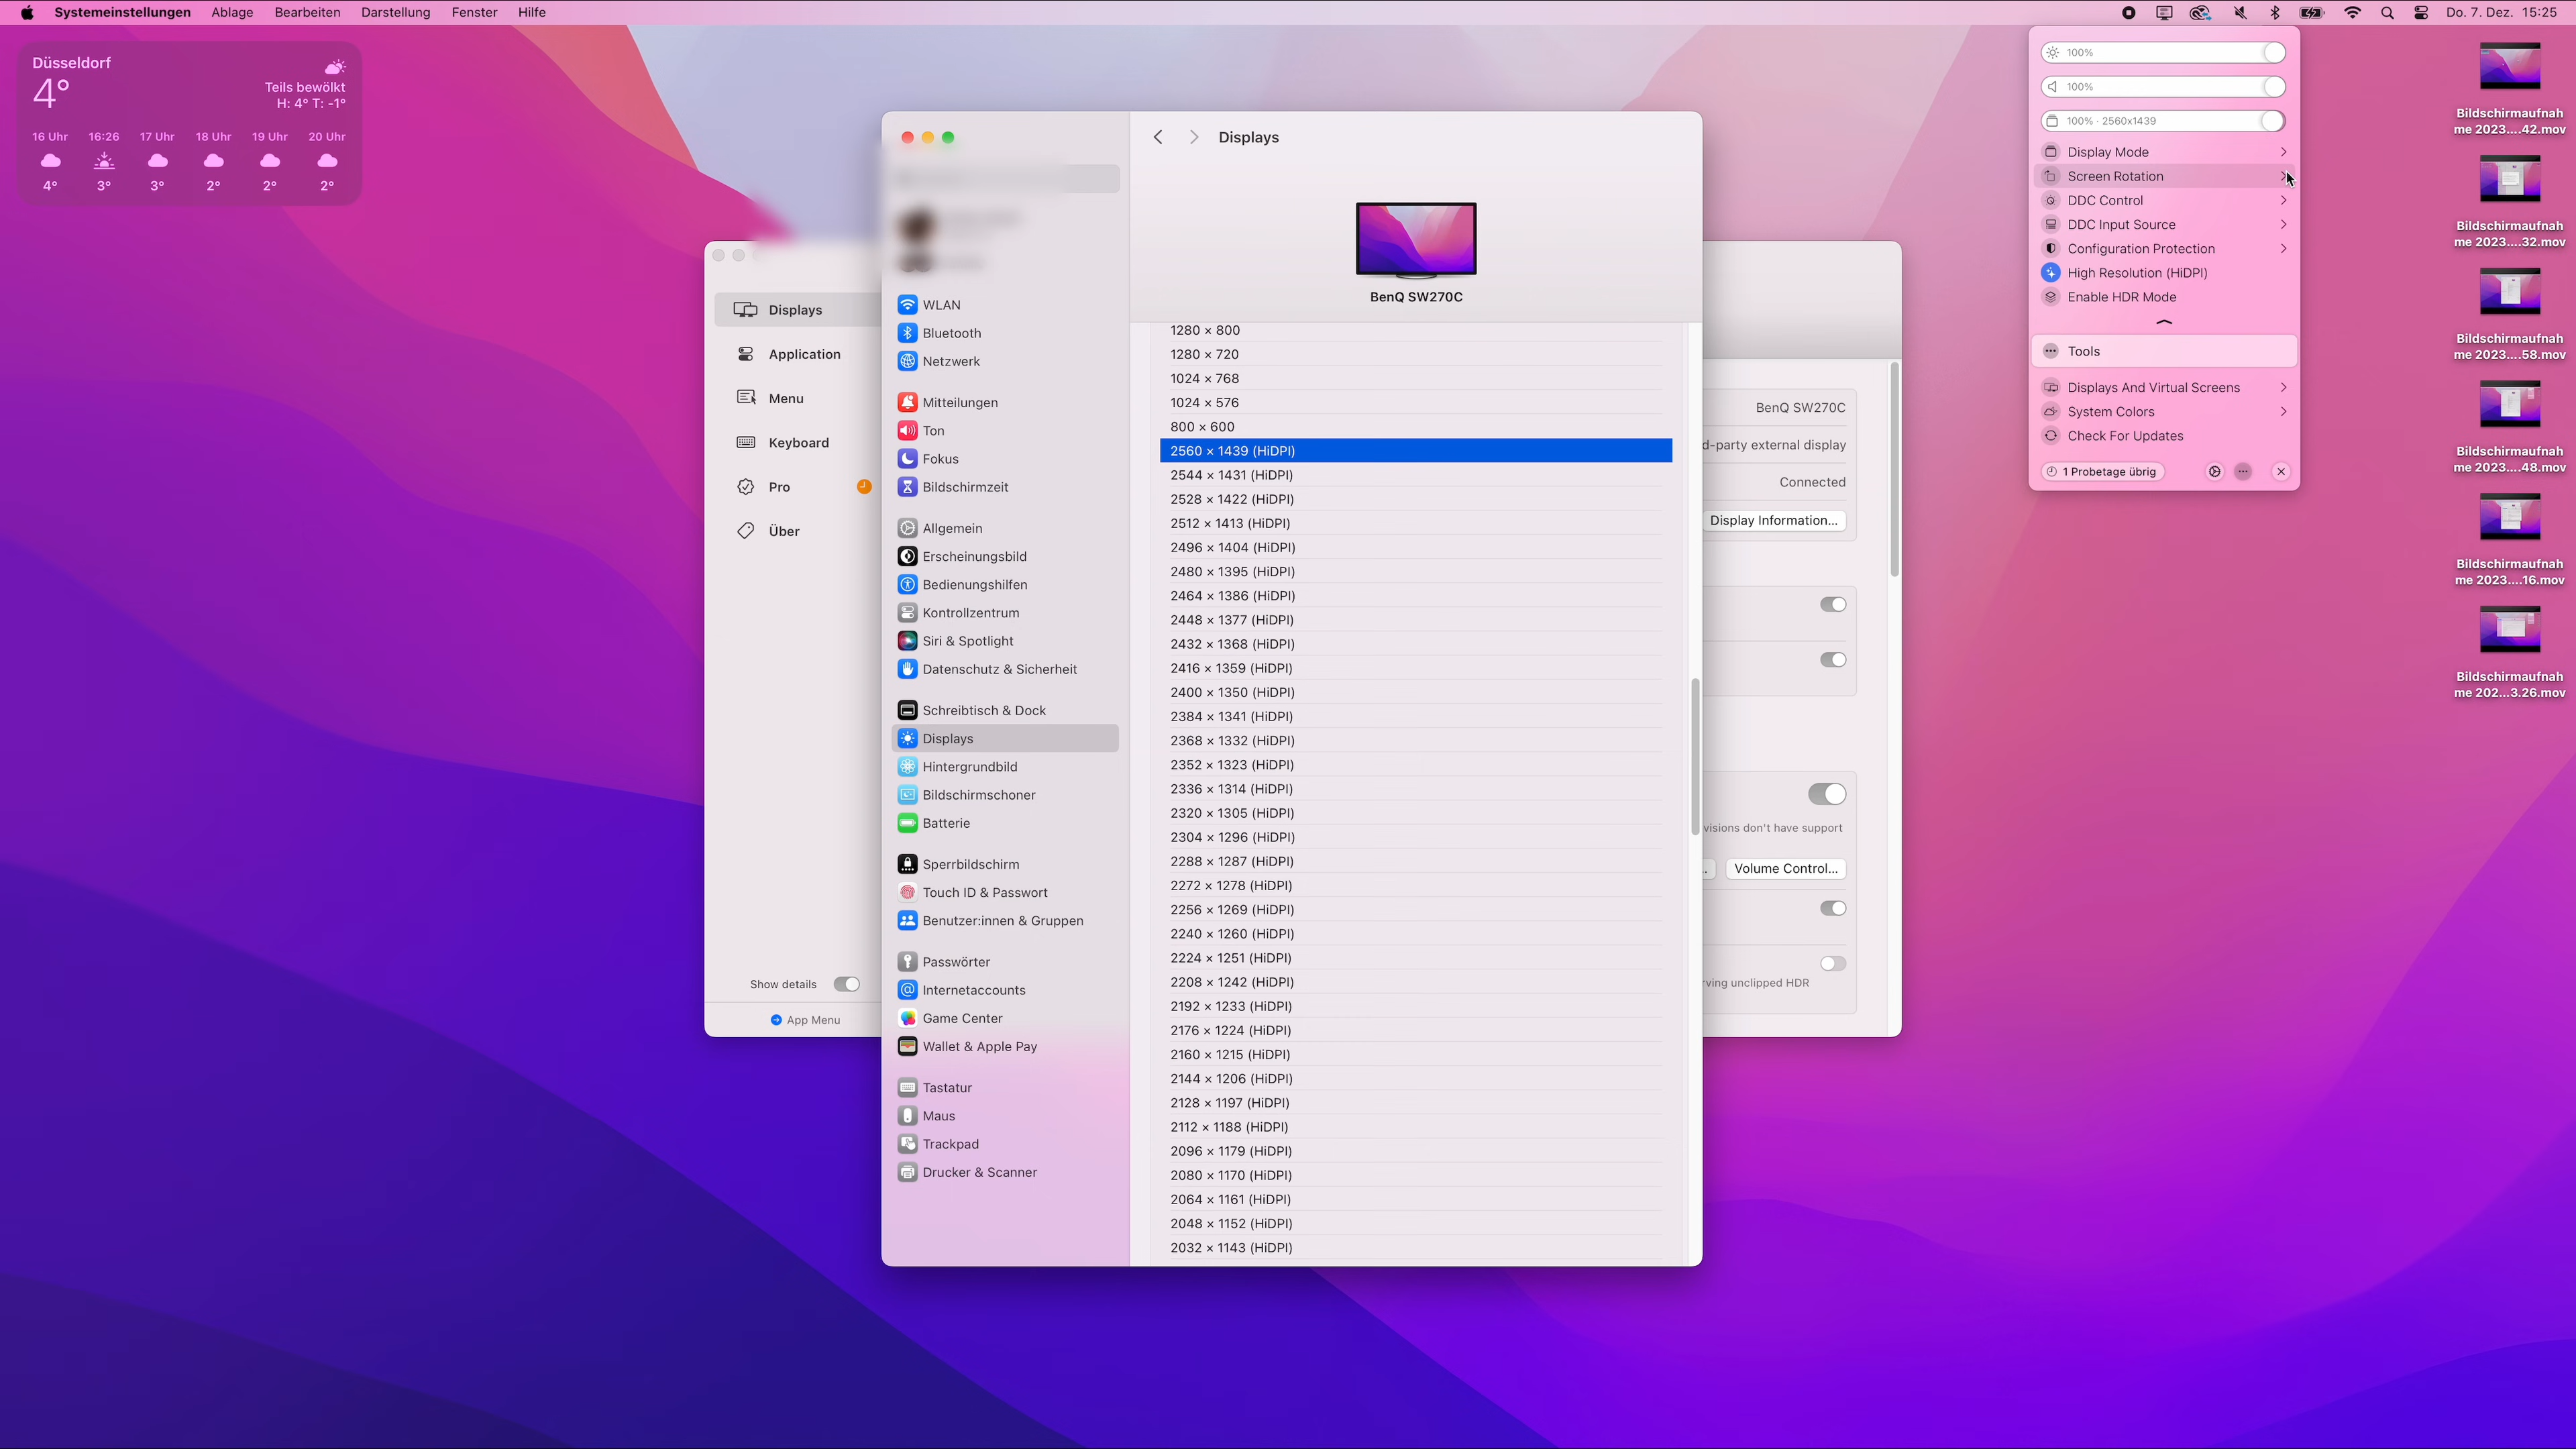 Systemeinstellungen Ablage Bearbeiten Darstellung Fenster Hilfe
Do. 7. Dez. 15:25
Düsseldorf
4°
Teils bewölkt
H: 4° T: -1°
16 Uhr 16:26 17 Uhr 18 Uhr 19 Uhr 20 Uhr
4° 3° 3° 2° 2° 2°
Displays
Application
Menu
Keyboard
Pro
Über
Show details
App Menu
WLAN
Bluetooth
Netzwerk
Mitteilungen
Ton
Fokus
Bildschirmzeit
Allgemein
Erscheinungsbild
Bedienungshilfen
Kontrollzentrum
Siri & Spotlight
Datenschutz & Sicherheit
Schreibtisch & Dock
Displays
Hintergrundbild
Bildschirmschoner
Batterie
Sperrbildschirm
Touch ID & Passwort
Benutzer:innen & Gruppen
Passwörter
Internetaccounts
Game Center
Wallet & Apple Pay
Tastatur
Maus
Trackpad
Drucker & Scanner
Displays
BenQ SW270C
1280 × 800
1280 × 720
1024 × 768
1024 × 576
800 × 600
2560 × 1439 (HiDPI)
2544 × 1431 (HiDPI)
2528 × 1422 (HiDPI)
2512 × 1413 (HiDPI)
2496 × 1404 (HiDPI)
2480 × 1395 (HiDPI)
2464 × 1386 (HiDPI)
2448 × 1377 (HiDPI)
2432 × 1368 (HiDPI)
2416 × 1359 (HiDPI)
2400 × 1350 (HiDPI)
2384 × 1341 (HiDPI)
2368 × 1332 (HiDPI)
2352 × 1323 (HiDPI)
2336 × 1314 (HiDPI)
2320 × 1305 (HiDPI)
2304 × 1296 (HiDPI)
2288 × 1287 (HiDPI)
2272 × 1278 (HiDPI)
2256 × 1269 (HiDPI)
2240 × 1260 (HiDPI)
2224 × 1251 (HiDPI)
2208 × 1242 (HiDPI)
2192 × 1233 (HiDPI)
2176 × 1224 (HiDPI)
2160 × 1215 (HiDPI)
2144 × 1206 (HiDPI)
2128 × 1197 (HiDPI)
2112 × 1188 (HiDPI)
2096 × 1179 (HiDPI)
2080 × 1170 (HiDPI)
2064 × 1161 (HiDPI)
2048 × 1152 (HiDPI)
2032 × 1143 (HiDPI)
BenQ SW270C
d-party external display
Connected
Display Information...
visions don't have support
Volume Control...
rving unclipped HDR
100%
100%
100% · 2560x1439
Display Mode
Screen Rotation
DDC Control
DDC Input Source
Configuration Protection
High Resolution (HiDPI)
Enable HDR Mode
Tools
Displays And Virtual Screens
System Colors
Check For Updates
1 Probetage übrig
Bildschirmaufnah
me 2023....42.mov
Bildschirmaufnah
me 2023....32.mov
Bildschirmaufnah
me 2023....58.mov
Bildschirmaufnah
me 2023....48.mov
Bildschirmaufnah
me 2023....16.mov
Bildschirmaufnah
me 202...3.26.mov